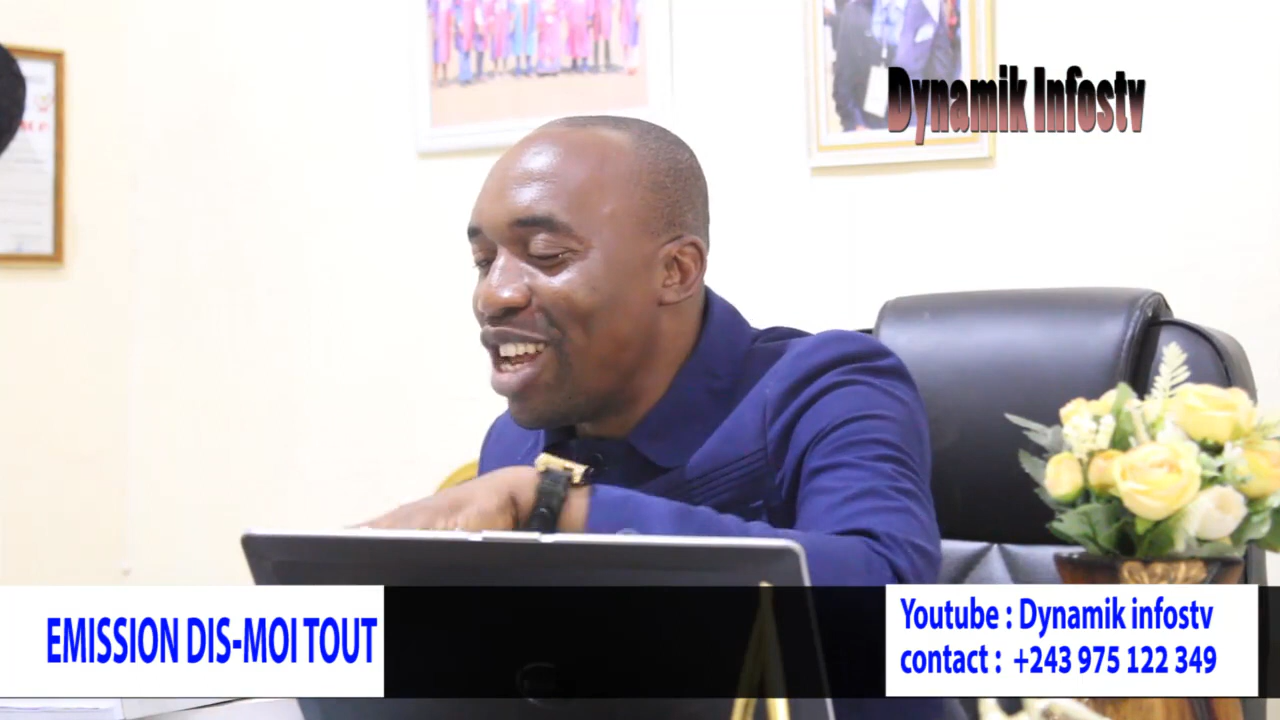 Dynamik Infostv
EMISSION DIS-MOI TOUT
Youtube : Dynamik infostv
contact : +243 975 122 349